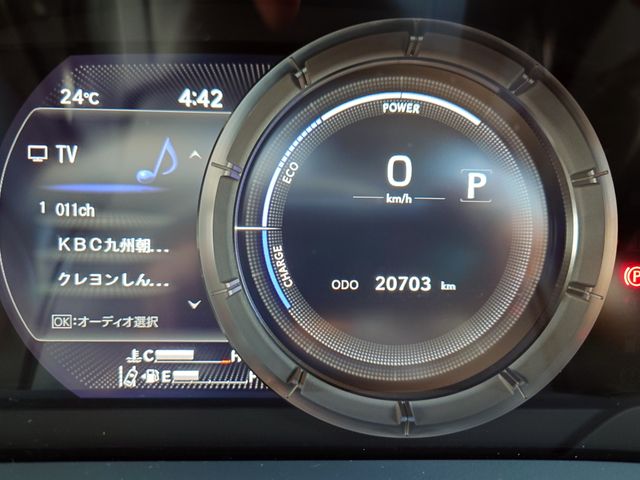 24℃ 4:42
TV
1 011ch
KBC九州朝...
クレヨンしん...
OK:オーディオ選択
C H
E
POWER
ECO
CHARGE
0
km/h
P
ODO 20703 km
P